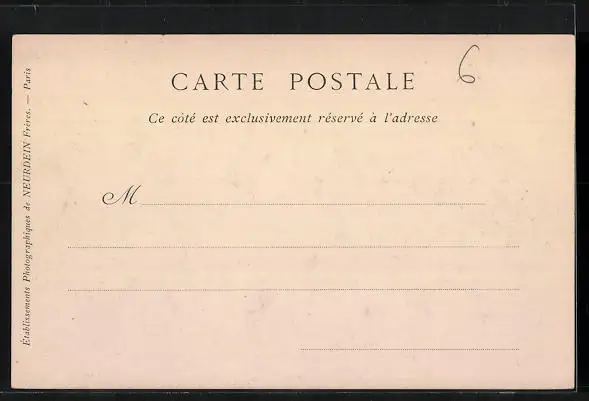 CARTE POSTALE
6
Ce côté est exclusivement réservé à l'adresse
M
Établissements Photographiques de NEURDEIN Frères. — Paris